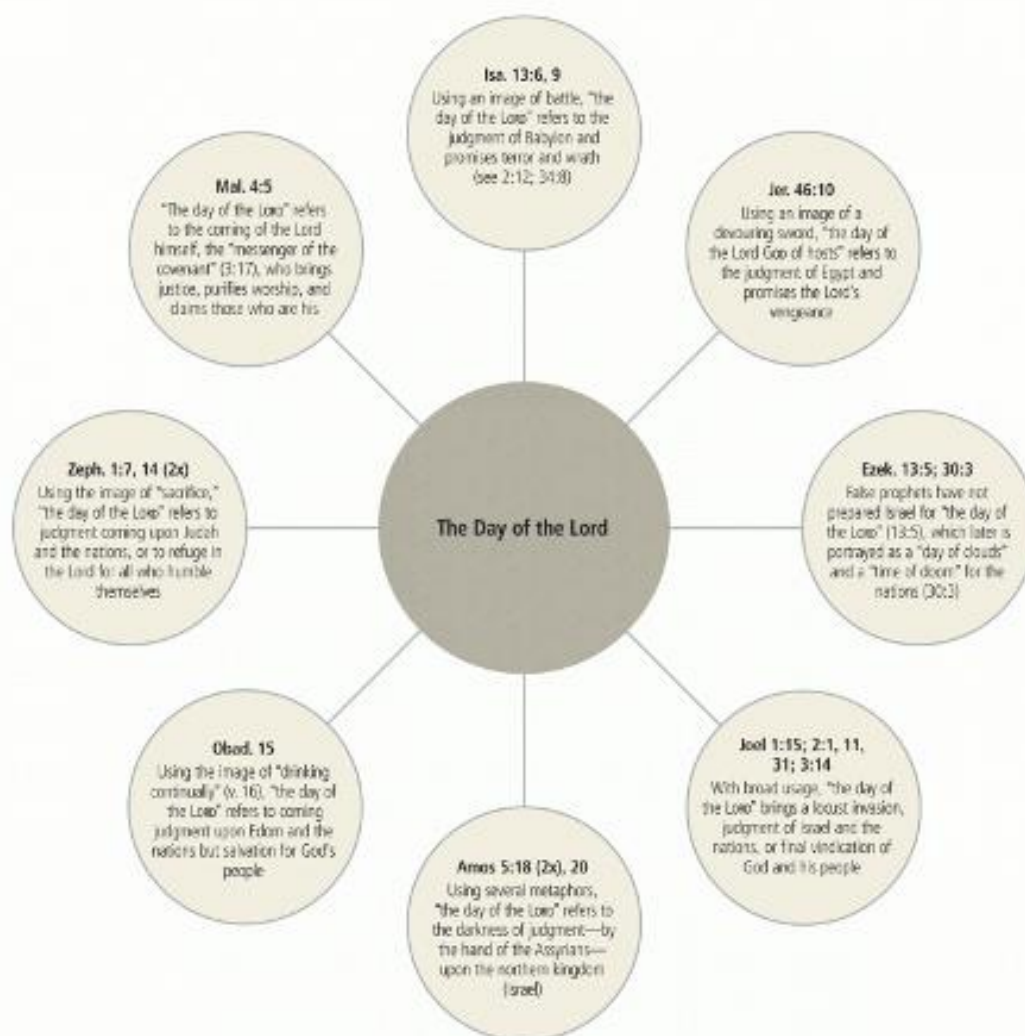 Isa. 13:6, 9
Using an image of battle, "the
day of the LORD" refers to the
judgment of Babylon and
promises terror and wrath
(see 2:12; 34:8)
Jer. 46:10
Using an image of a
devouring sword, "the day of
the Lord GOD of hosts" refers to
the judgment of Egypt and
promises the Lord's
vengeance
Ezek. 13:5; 30:3
False prophets have not
prepared Israel for "the day of
the LORD" (13:5), which later is
portrayed as a "day of clouds"
and a "time of doom" for the
nations (30:3)
Joel 1:15; 2:1, 11,
31; 3:14
With broad usage, "the day of
the LORD" brings a locust invasion,
judgment of Israel and the
nations, or final vindication of
God and his people
Amos 5:18 (2x), 20
Using several metaphors,
"the day of the LORD" refers to
the darkness of judgment—by
the hand of the Assyrians—
upon the northern kingdom
(Israel)
Obad. 15
Using the image of "drinking
continually" (v. 16), "the day of
the LORD" refers to coming
judgment upon Edom and the
nations but salvation for God's
people
Zeph. 1:7, 14 (2x)
Using the image of "sacrifice,"
"the day of the LORD" refers to
judgment coming upon Judah
and the nations, or to refuge in
the Lord for all who humble
themselves
Mal. 4:5
"The day of the LORD" refers
to the coming of the Lord
himself, the "messenger of the
covenant" (3:17), who brings
justice, purifies worship, and
claims those who are his
The Day of the Lord